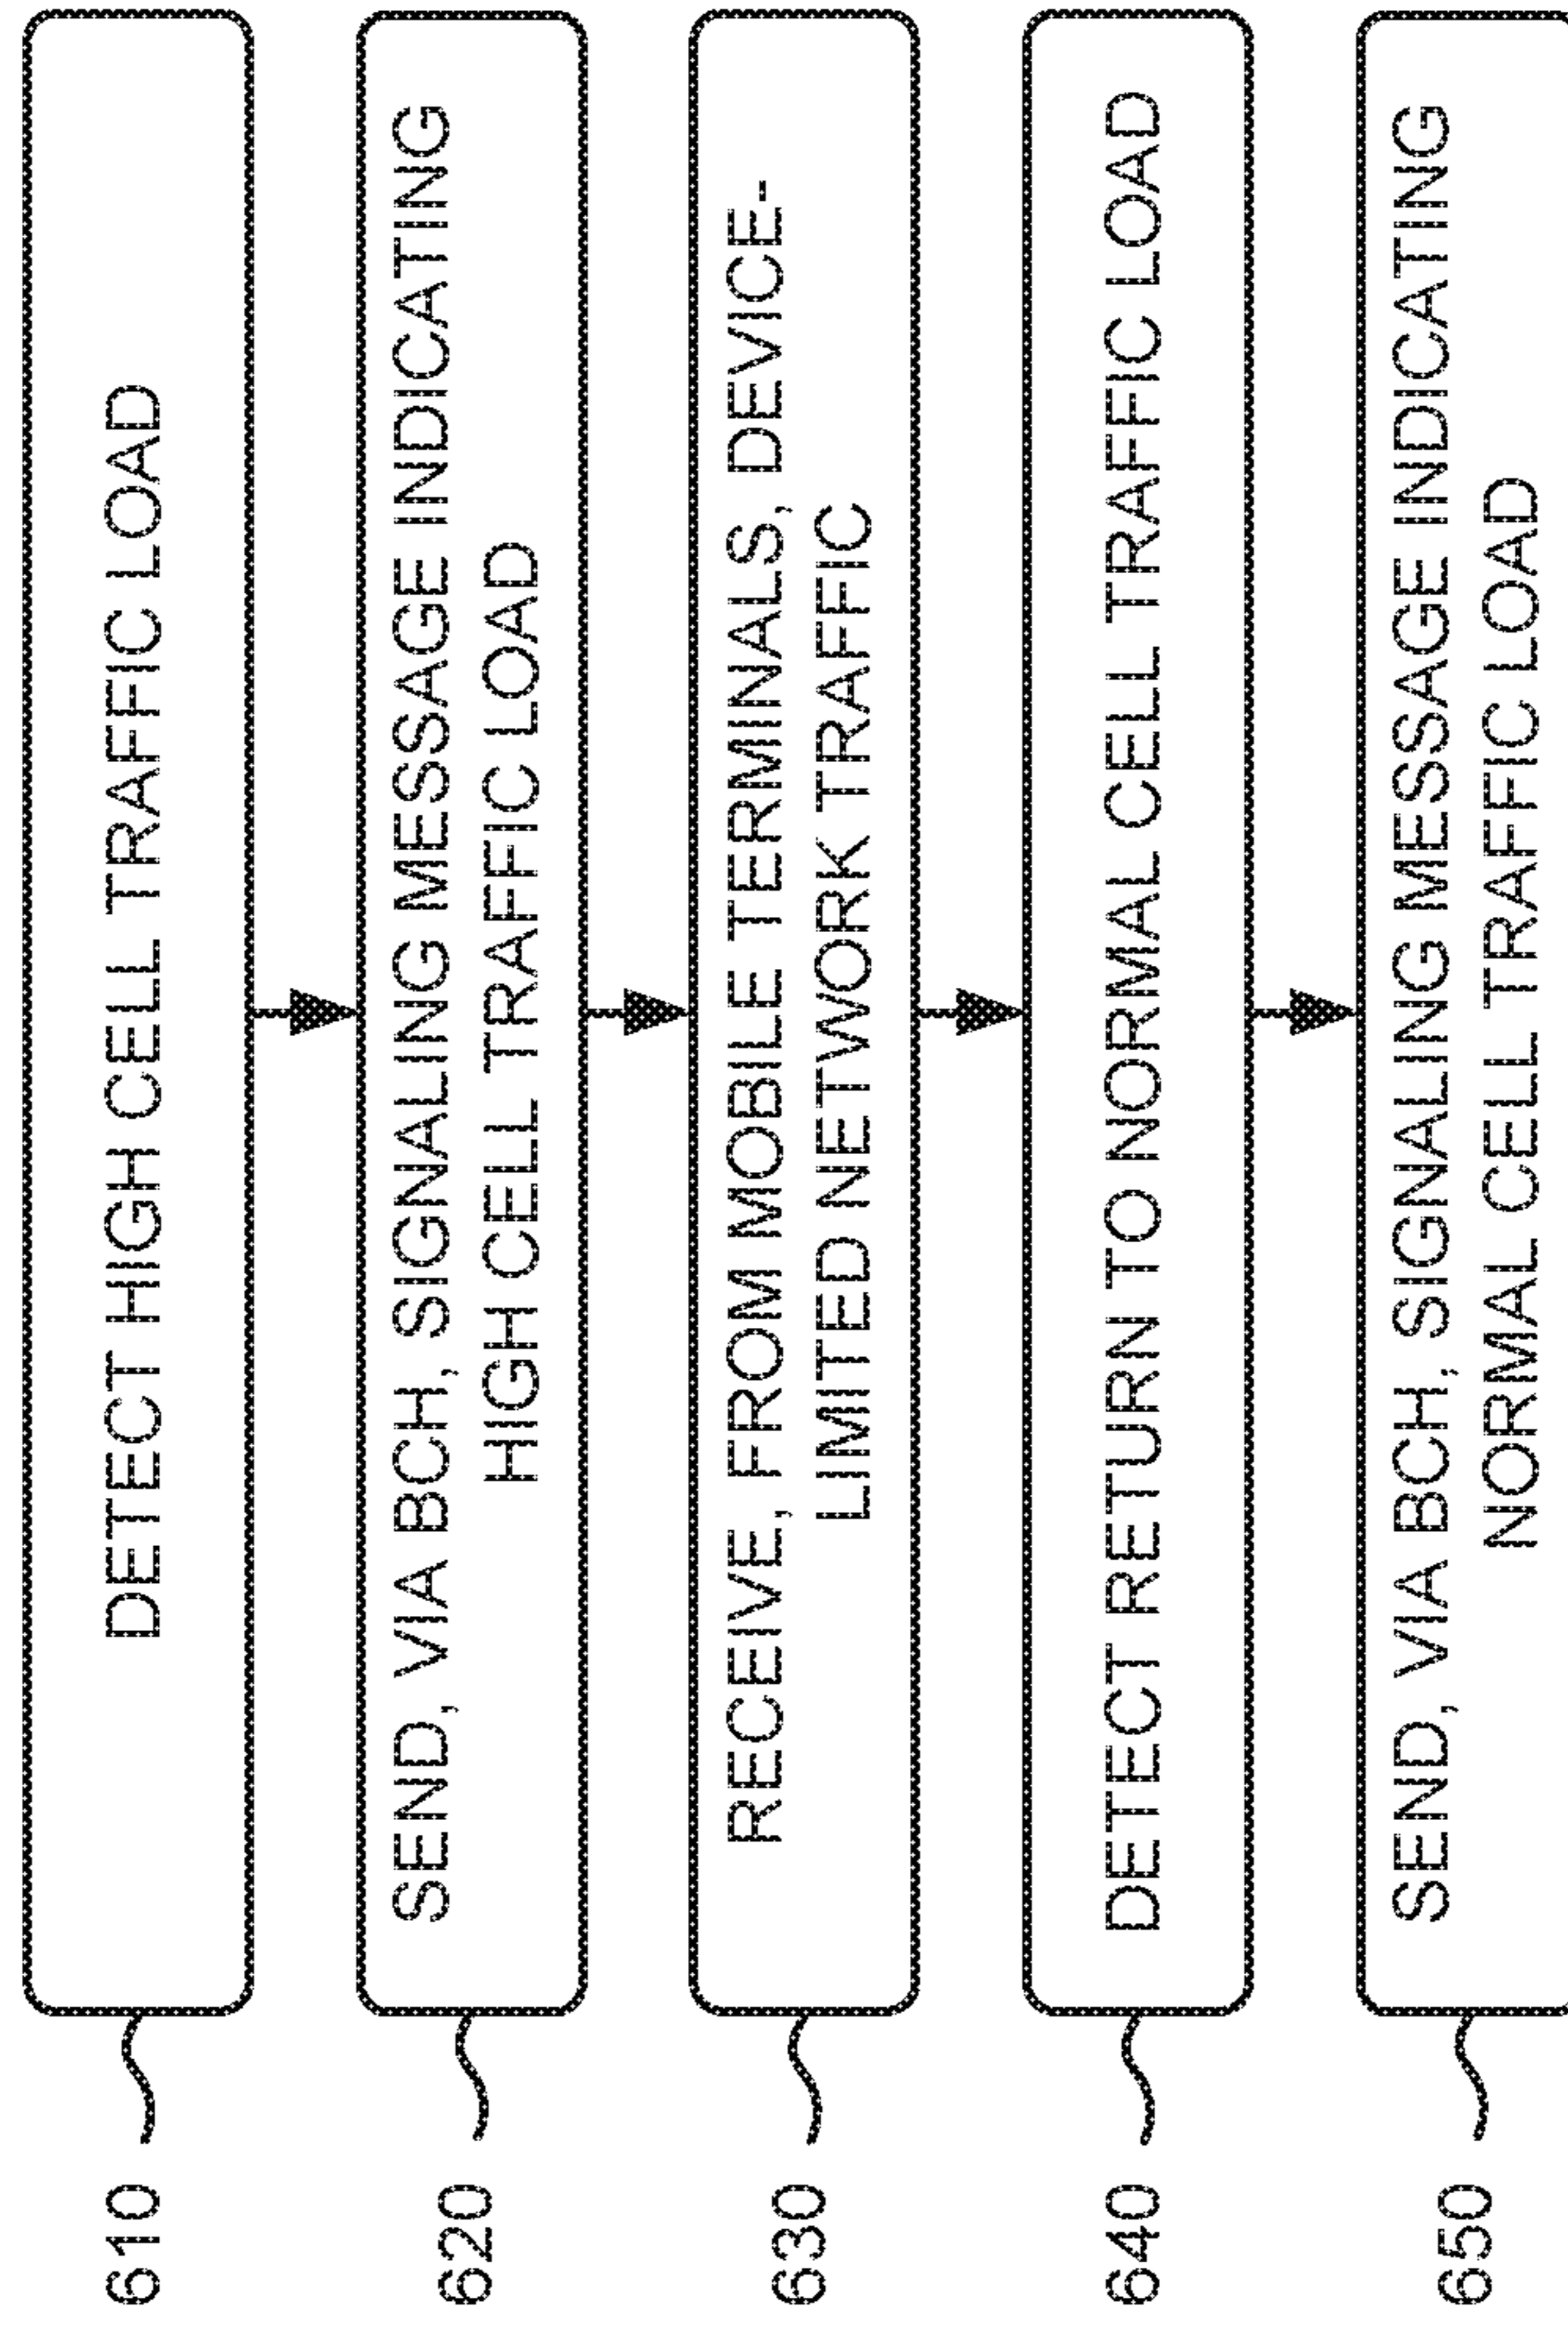 610
DETECT HIGH CELL TRAFFIC LOAD
620
SEND, VIA BCH, SIGNALING MESSAGE INDICATING
HIGH CELL TRAFFIC LOAD
630
RECEIVE, FROM MOBILE TERMINALS, DEVICE-
LIMITED NETWORK TRAFFIC
640
DETECT RETURN TO NORMAL CELL TRAFFIC LOAD
650
SEND, VIA BCH, SIGNALING MESSAGE INDICATING
NORMAL CELL TRAFFIC LOAD